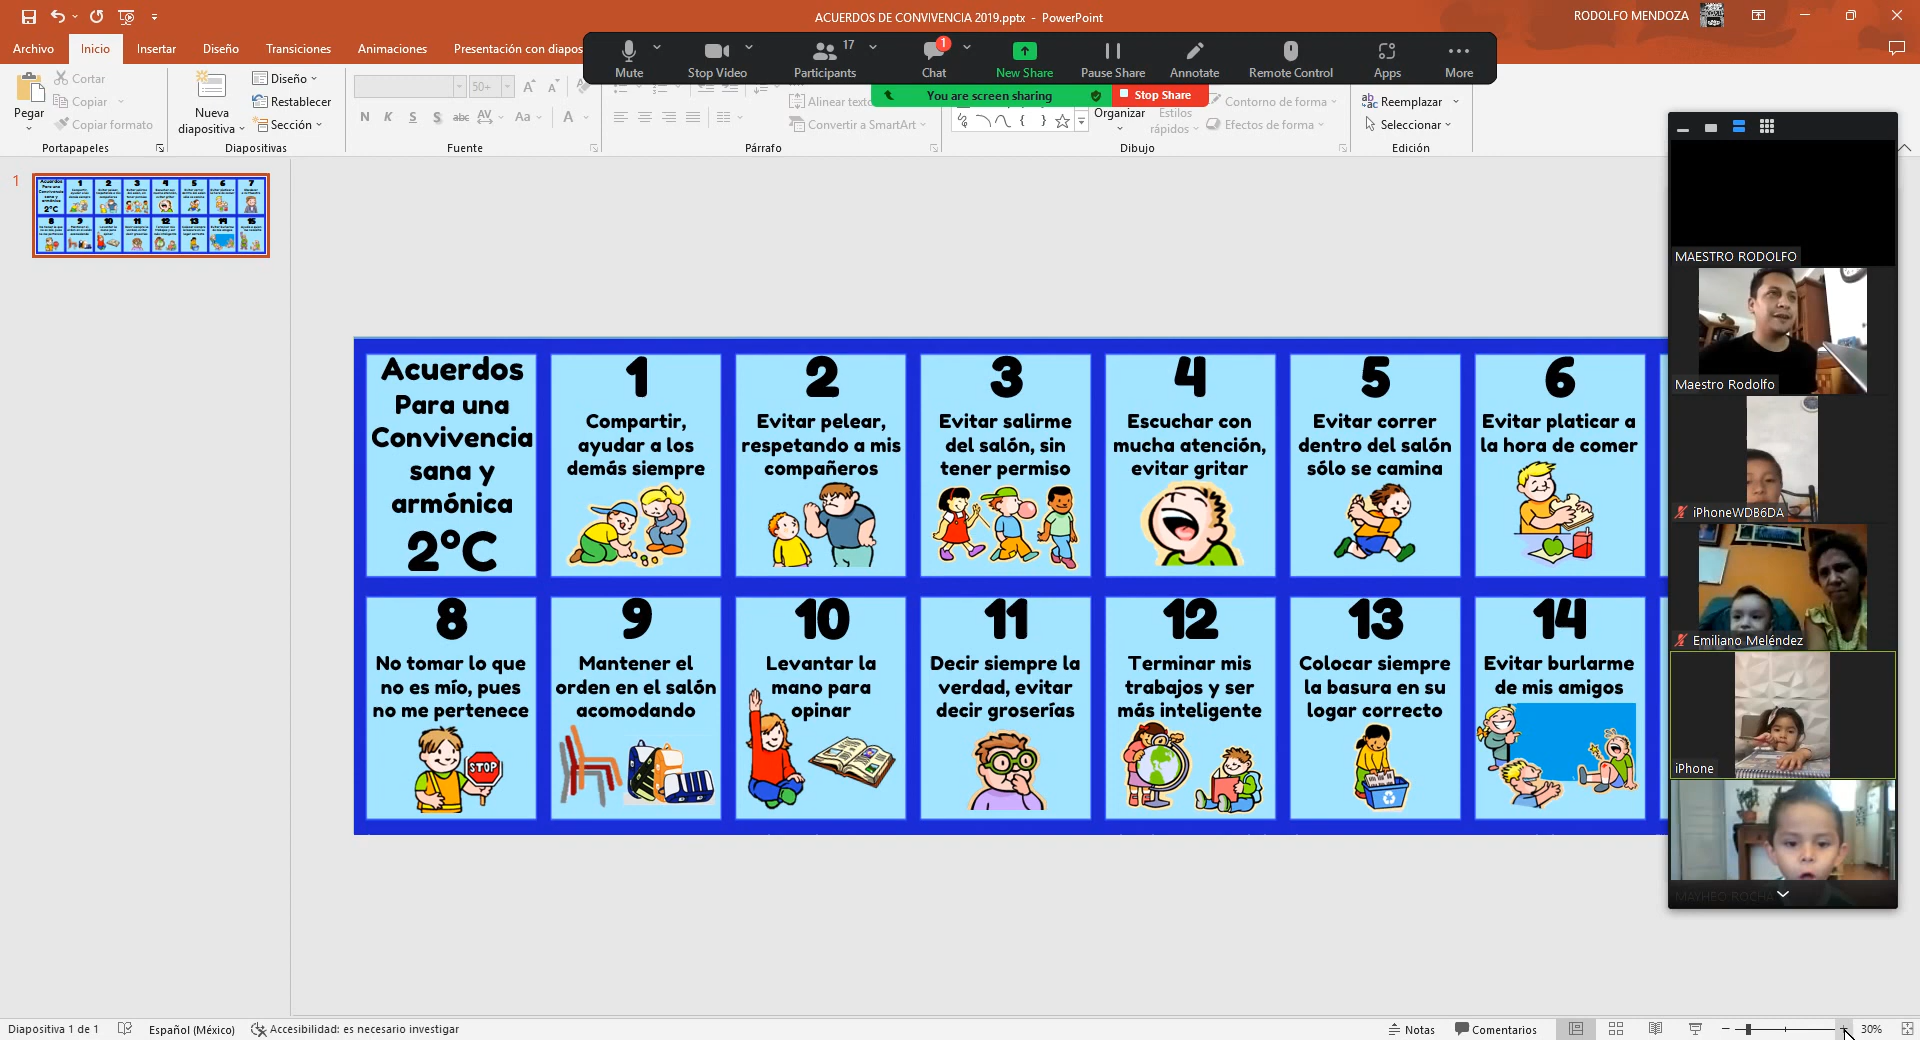 ACUERDOS DE CONVIVENCIA 2019.pptx - PowerPoint
RODOLFO MENDOZA
Archivo
Inicio
Insertar
Diseño
Transiciones
Animaciones
Presentación con diapos
Mute
Stop Video
17
Participants
1
Chat
New Share
Pause Share
Annotate
Remote Control
Apps
More
You are screen sharing
Stop Share
Pegar
Cortar
Copiar
Copiar formato
Portapapeles
Nueva
diapositiva
Diseño
Restablecer
Sección
Diapositivas
50+
N K S S abc AV Aa A
Fuente
Alinear texto
Convertir a SmartArt
Párrafo
Organizar
Estilos
rápidos
Contorno de forma
Efectos de forma
Dibujo
Reemplazar
Seleccionar
Edición
1
Acuerdos
Para una
Convivencia
sana y
armónica
2°C
1
Compartir,
ayudar a los
demás siempre
2
Evitar pelear,
respetando a mis
compañeros
3
Evitar salirme
del salón, sin
tener permiso
4
Escuchar con
mucha atención,
evitar gritar
5
Evitar correr
dentro del salón
sólo se camina
6
Evitar platicar a
la hora de comer
8
No tomar lo que
no es mío, pues
no me pertenece
STOP
9
Mantener el
orden en el salón
acomodando
10
Levantar la
mano para
opinar
11
Decir siempre la
verdad, evitar
decir groserías
12
Terminar mis
trabajos y ser
más inteligente
13
Colocar siempre
la basura en su
logar correcto
14
Evitar burlarme
de mis amigos
MAESTRO RODOLFO
Maestro Rodolfo
iPhoneWDB6DA
Emiliano Meléndez
iPhone
MAYHEO ROCHA
Diapositiva 1 de 1
Español (México)
Accesibilidad: es necesario investigar
Notas
Comentarios
30%